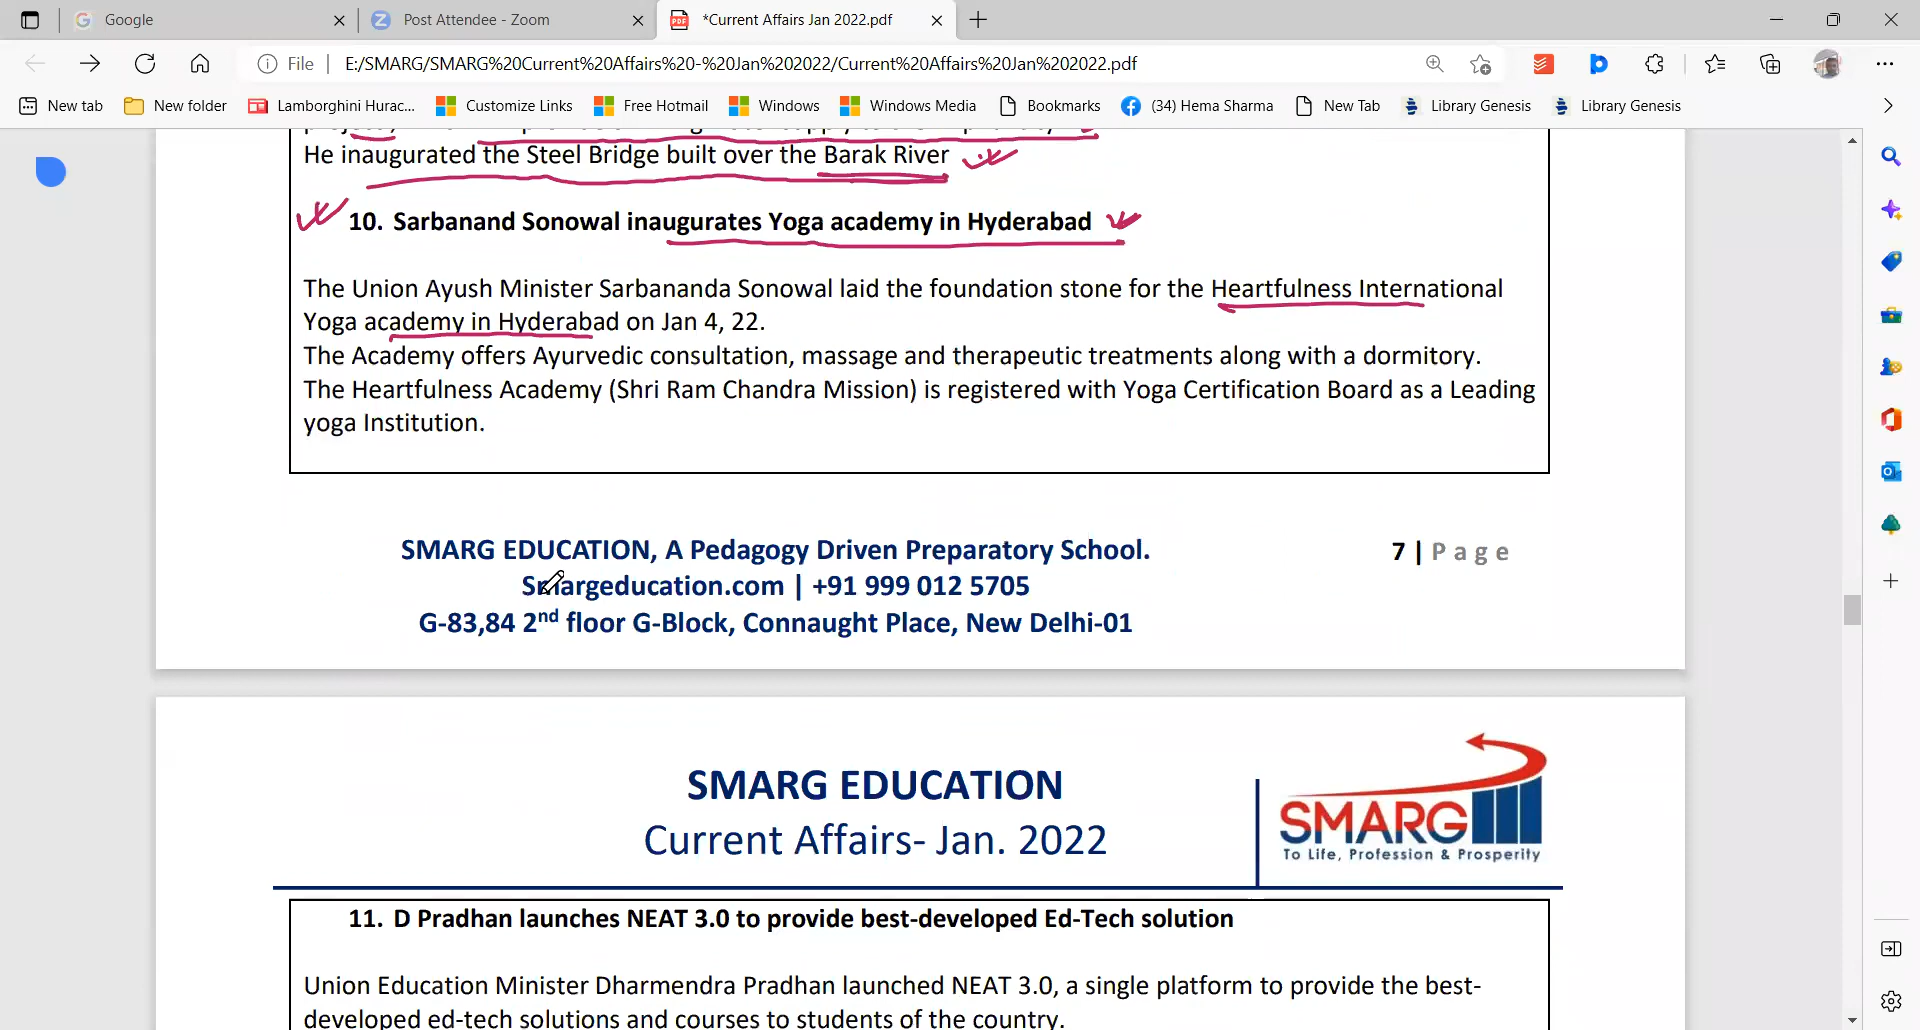 Google
Post Attendee - Zoom
*Current Affairs Jan 2022.pdf
File
E:/SMARG/SMARG%20Current%20Affairs%20-%20Jan%202022/Current%20Affairs%20Jan%202022.pdf
New tab
New folder
Lamborghini Hurac...
Customize Links
Free Hotmail
Windows
Windows Media
Bookmarks
(34) Hema Sharma
New Tab
Library Genesis
Library Genesis
He inaugurated the Steel Bridge built over the Barak River
10. Sarbanand Sonowal inaugurates Yoga academy in Hyderabad
The Union Ayush Minister Sarbananda Sonowal laid the foundation stone for the Heartfulness International
Yoga academy in Hyderabad on Jan 4, 22.
The Academy offers Ayurvedic consultation, massage and therapeutic treatments along with a dormitory.
The Heartfulness Academy (Shri Ram Chandra Mission) is registered with Yoga Certification Board as a Leading
yoga Institution.
SMARG EDUCATION, A Pedagogy Driven Preparatory School.
7 | Page
Smargeducation.com | +91 999 012 5705
G-83,84 2nd floor G-Block, Connaught Place, New Delhi-01
SMARG EDUCATION
Current Affairs- Jan. 2022
SMARG
To Life, Profession & Prosperity
11. D Pradhan launches NEAT 3.0 to provide best-developed Ed-Tech solution
Union Education Minister Dharmendra Pradhan launched NEAT 3.0, a single platform to provide the best-
developed ed-tech solutions and courses to students of the country.